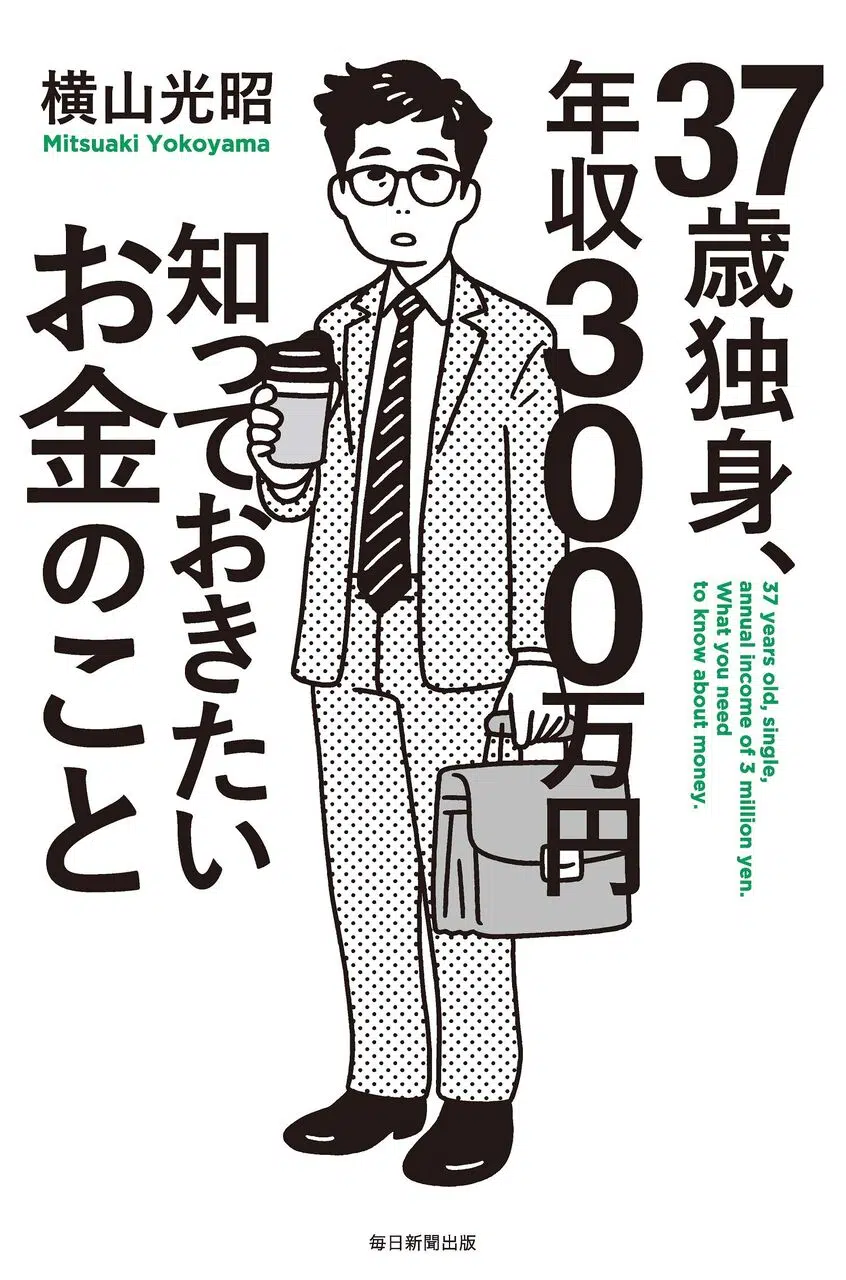 37歳独身、
年収300万円
知っておきたい
お金のこと
横山光昭
Mitsuaki Yokoyama
37 years old, single,
annual income of 3 million yen.
What you need
to know about money.
毎日新聞出版